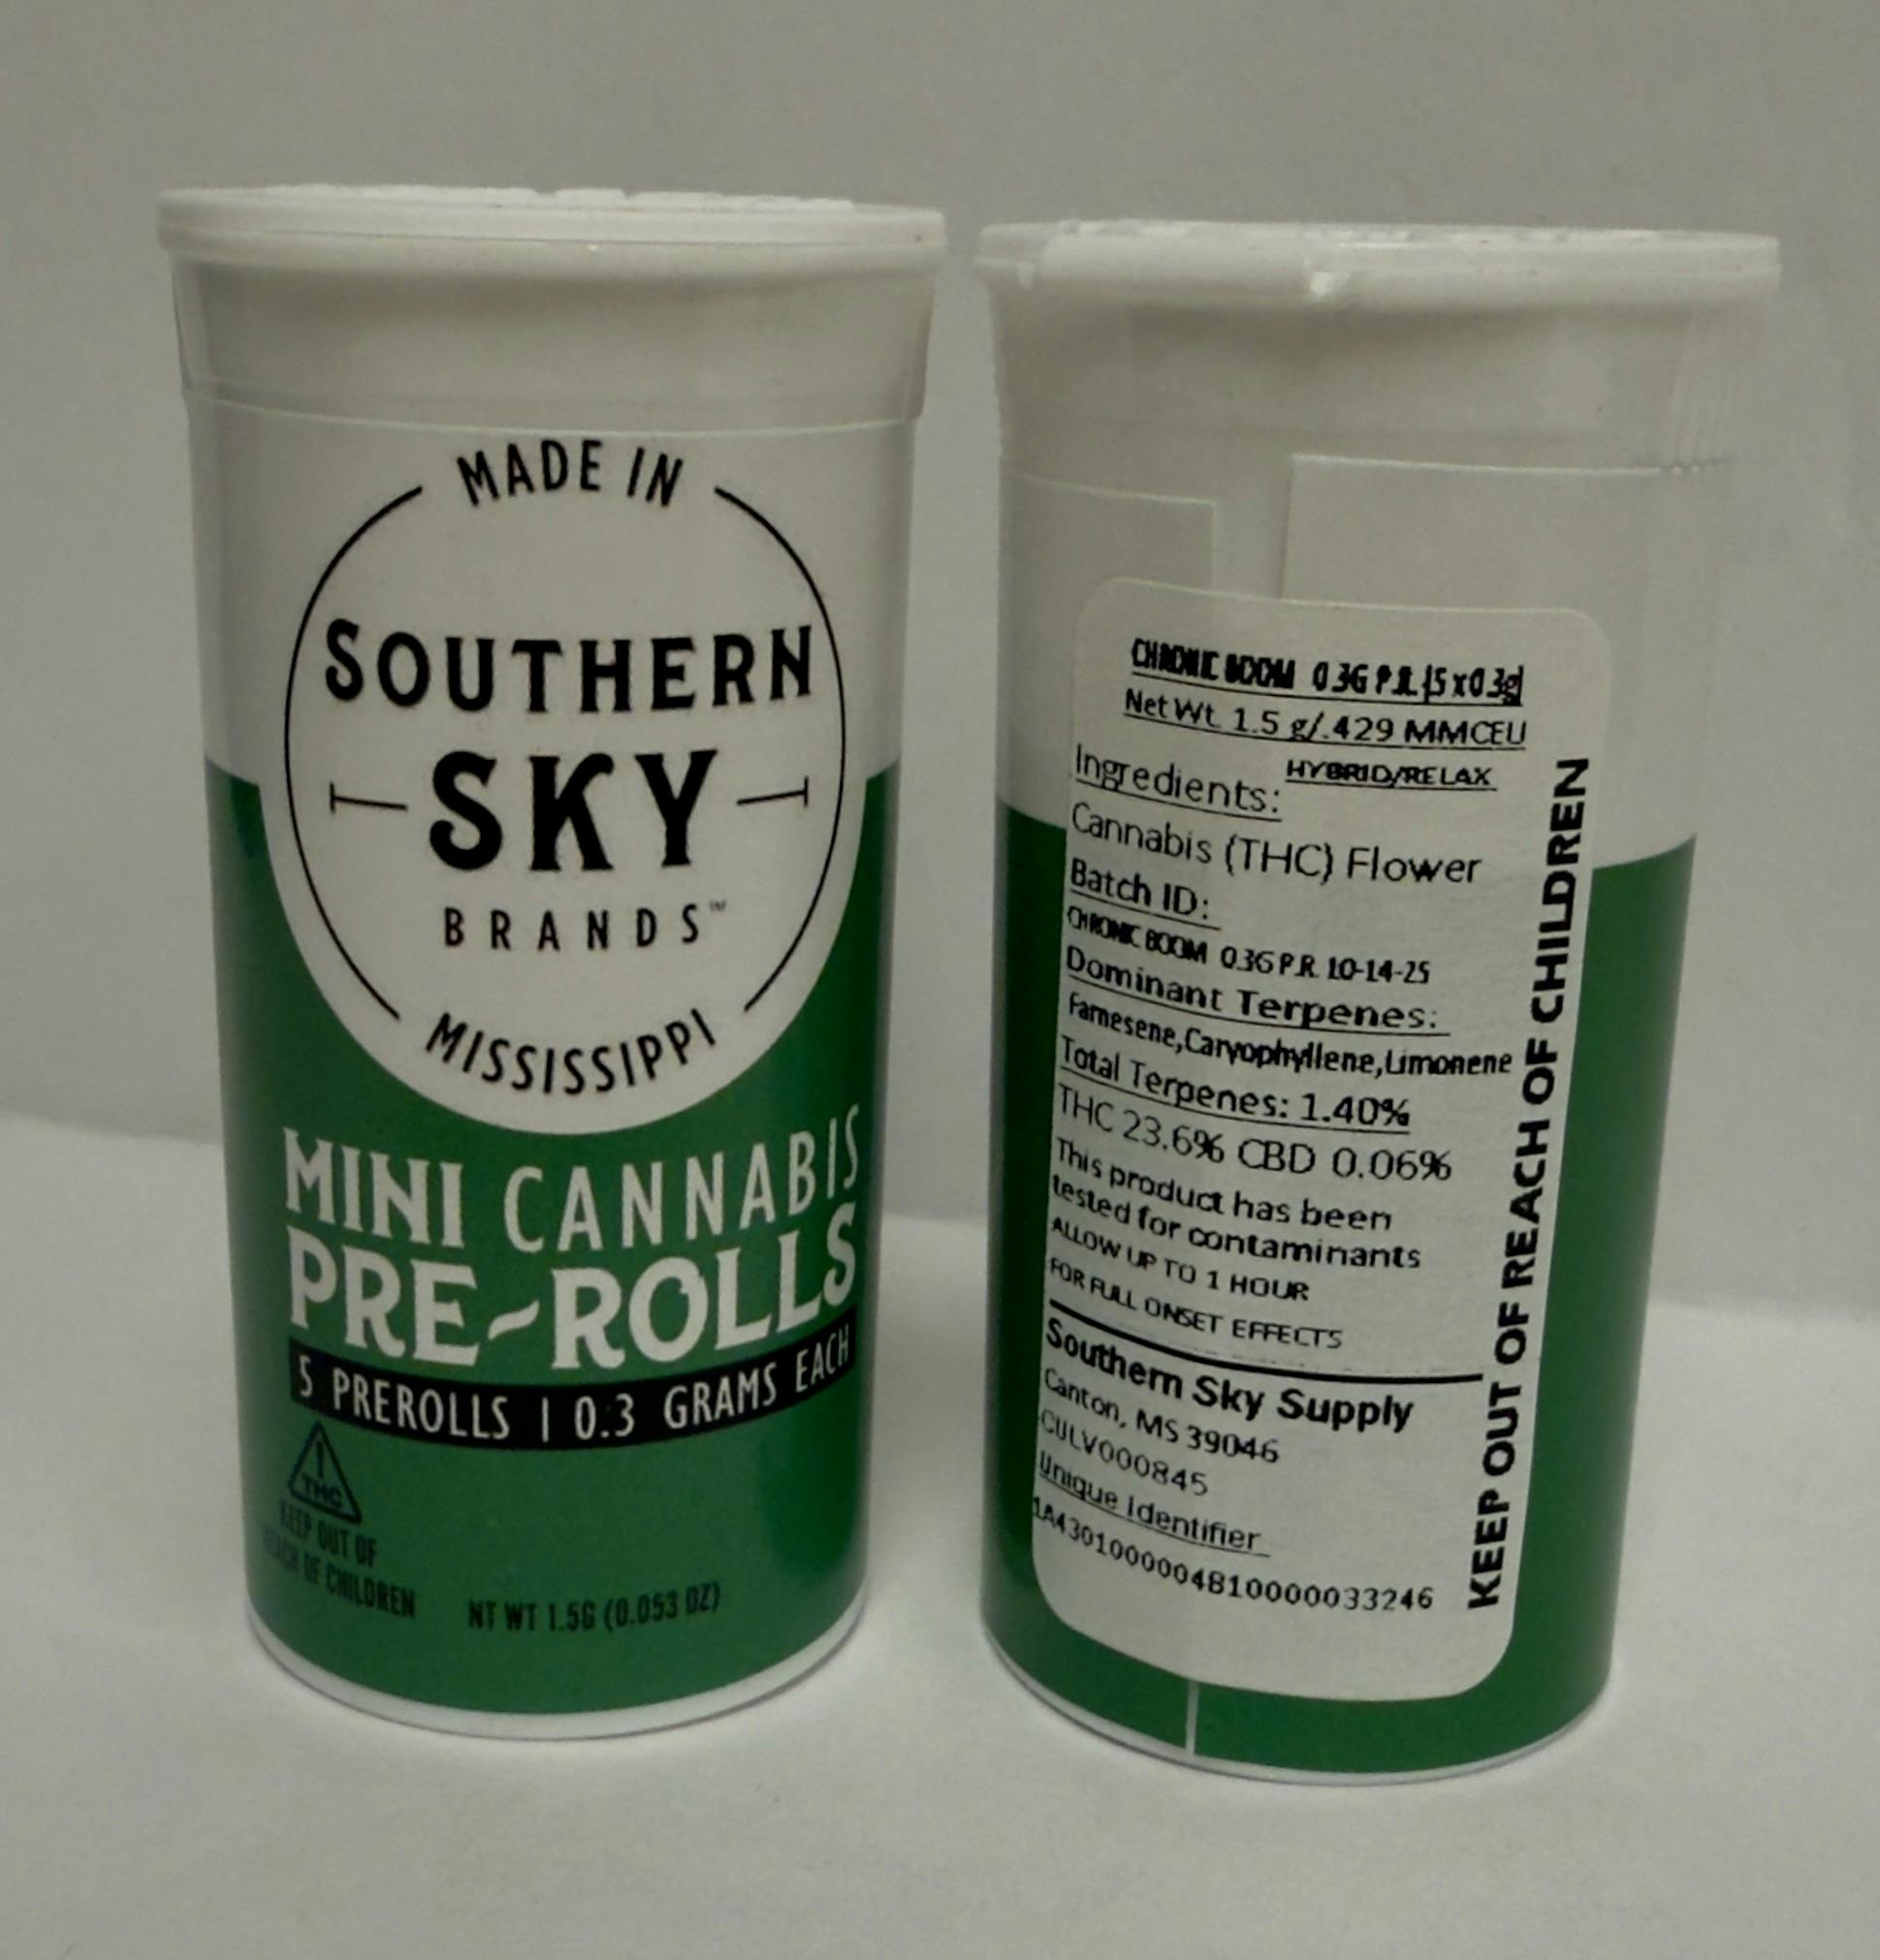 MADE IN
SOUTHERN
SKY
BRANDS™
MISSISSIPPI
MINI CANNABIS
PRE-ROLLS
5 PREROLLS | 0.3 GRAMS EACH
THC
KEEP OUT OF
REACH OF CHILDREN
NT WT 1.5G (0.053 OZ)
CHRONIC BOOM 0.3G P.R. (5 x 0.3g)
Net Wt. 1.5 g/.429 MMCEU
HYBRID/RELAX
Ingredients:
Cannabis (THC) Flower
Batch ID:
CHRONIC BOOM 0.3G P.R. 10-14-25
Dominant Terpenes:
Farnesene,Caryophyllene,Limonene
Total Terpenes: 1.40%
THC 23.6% CBD 0.06%
This product has been
tested for contaminants
ALLOW UP TO 1 HOUR
FOR FULL ONSET EFFECTS
Southern Sky Supply
Canton, MS 39046
CULV000845
Unique Identifier
1A4301000004B10000033246
KEEP OUT OF REACH OF CHILDREN